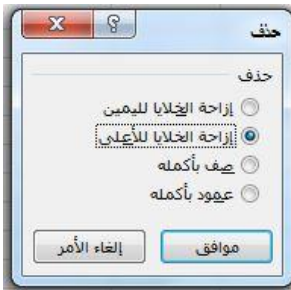 حذف
حذف
إزاحة الخلايا لليمين
إزاحة الخلايا للأعلى
صف بأكمله
عمود بأكمله
موافق
إلغاء الأمر